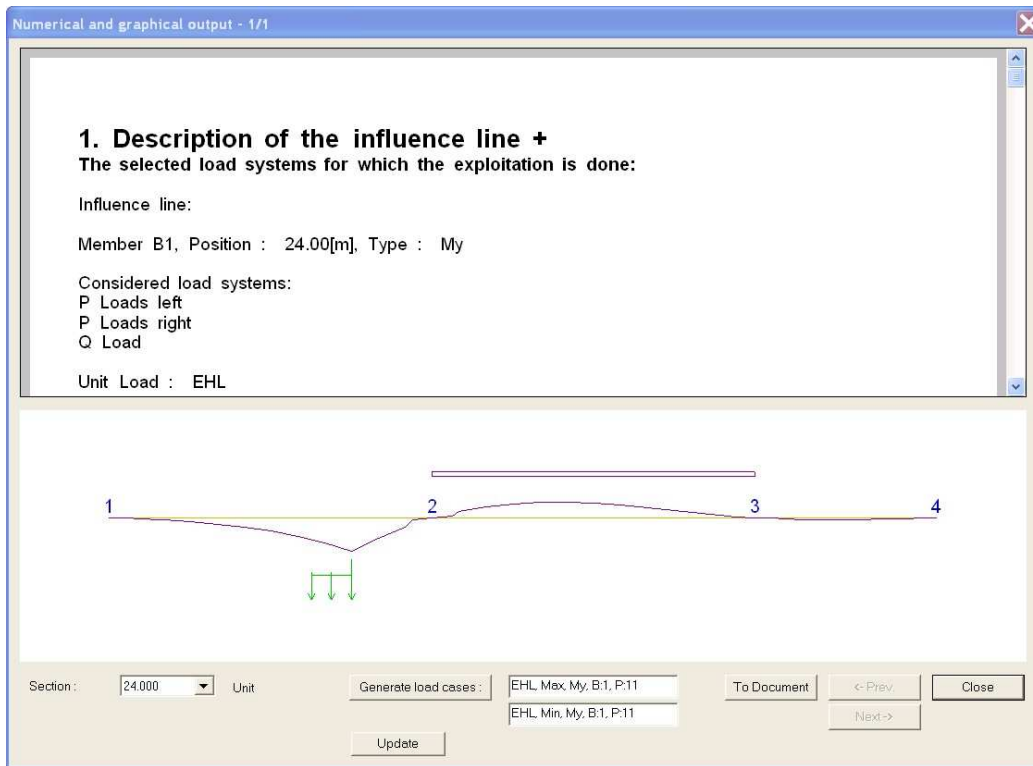 Numerical and graphical output - 1/1
1. Description of the influence line +
The selected load systems for which the exploitation is done:
Influence line:
Member B1, Position : 24.00[m], Type : My
Considered load systems:
P Loads left
P Loads right
Q Load
Unit Load : EHL
1 2 3 4
Section : 24.000 Unit Generate load cases : EHL, Max, My, B:1, P:11 To Document <- Prev. Close
EHL, Min, My, B:1, P:11 Next ->
Update